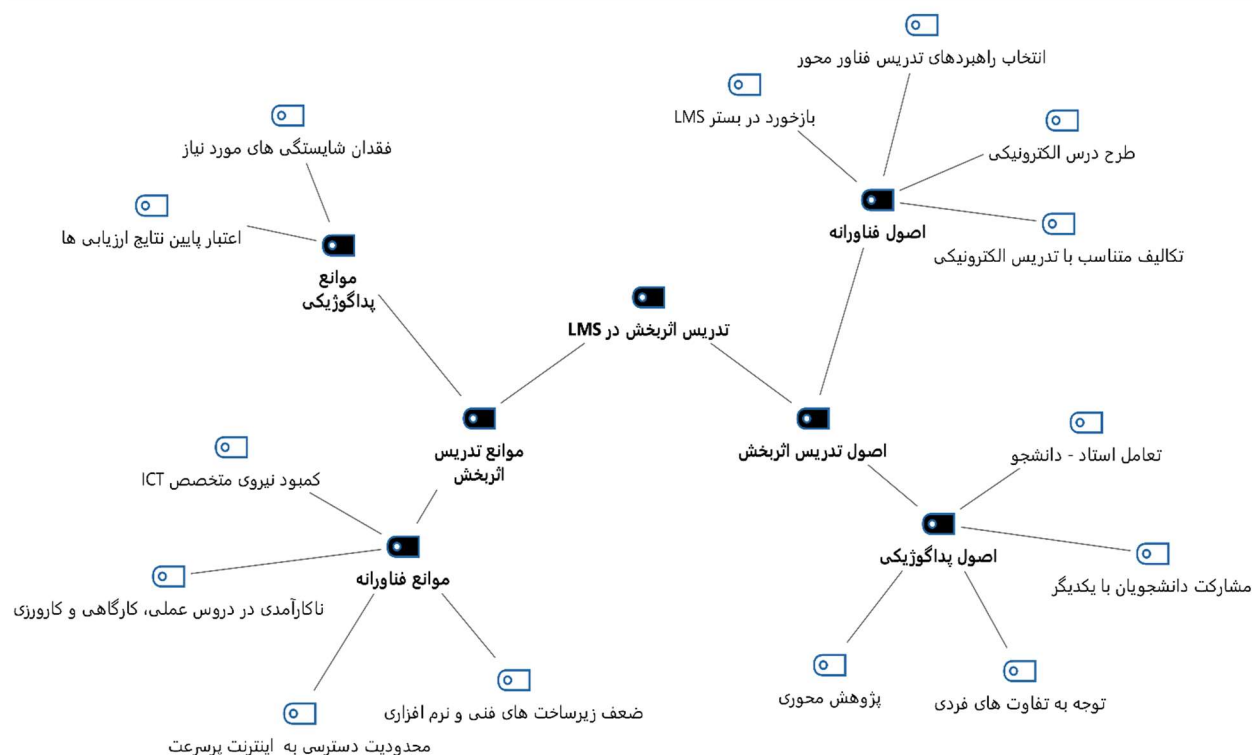 انتخاب راهبردهای تدریس فناور محور
بازخورد در بستر LMS
طرح درس الکترونیکی
تکالیف متناسب با تدریس الکترونیکی
اصول فناورانه
فقدان شایستگی های مورد نیاز
اعتبار پایین نتایج ارزیابی ها
موانع
پداگوژیکی
تدریس اثربخش در LMS
اصول تدریس اثربخش
موانع تدریس
اثربخش
تعامل استاد - دانشجو
مشارکت دانشجویان با یکدیگر
اصول پداگوژیکی
توجه به تفاوت های فردی
پژوهش محوری
کمبود نیروی متخصص ICT
موانع فناورانه
ناکارآمدی در دروس عملی، کارگاهی و کارورزی
ضعف زیرساخت های فنی و نرم افزاری
محدودیت دسترسی به اینترنت پرسرعت